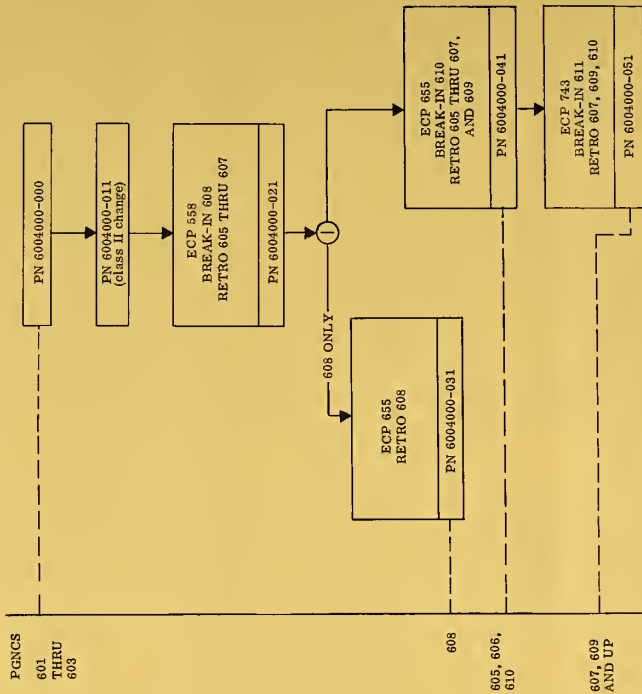 PGNCS
601
THRU
603
PN 6004000-000
PN 6004000-011
(class II change)
ECP 558
BREAK-IN 608
RETRO 605 THRU 607
PN 6004000-021
608 ONLY
ECP 655
RETRO 608
PN 6004000-031
608
ECP 655
BREAK-IN 610
RETRO 605 THRU 607,
AND 609
PN 6004000-041
605, 606,
610
ECP 743
BREAK-IN 611
RETRO 607, 609, 610
PN 6004000-051
607, 609
AND UP